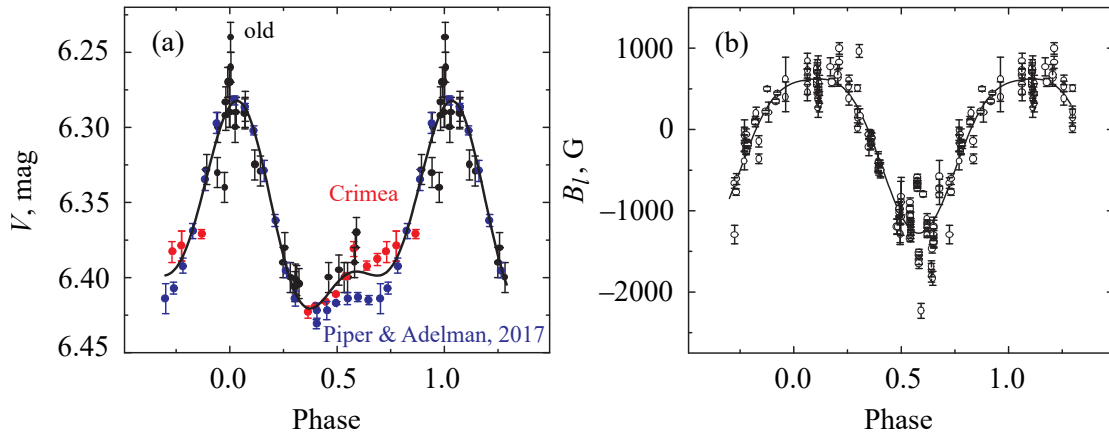 (a)
old
Crimea
Piper & Adelman, 2017
6.25
6.30
6.35
6.40
6.45
V, mag
0.0
0.5
1.0
Phase
(b)
1000
0
−1000
−2000
B_l, G
0.0
0.5
1.0
Phase